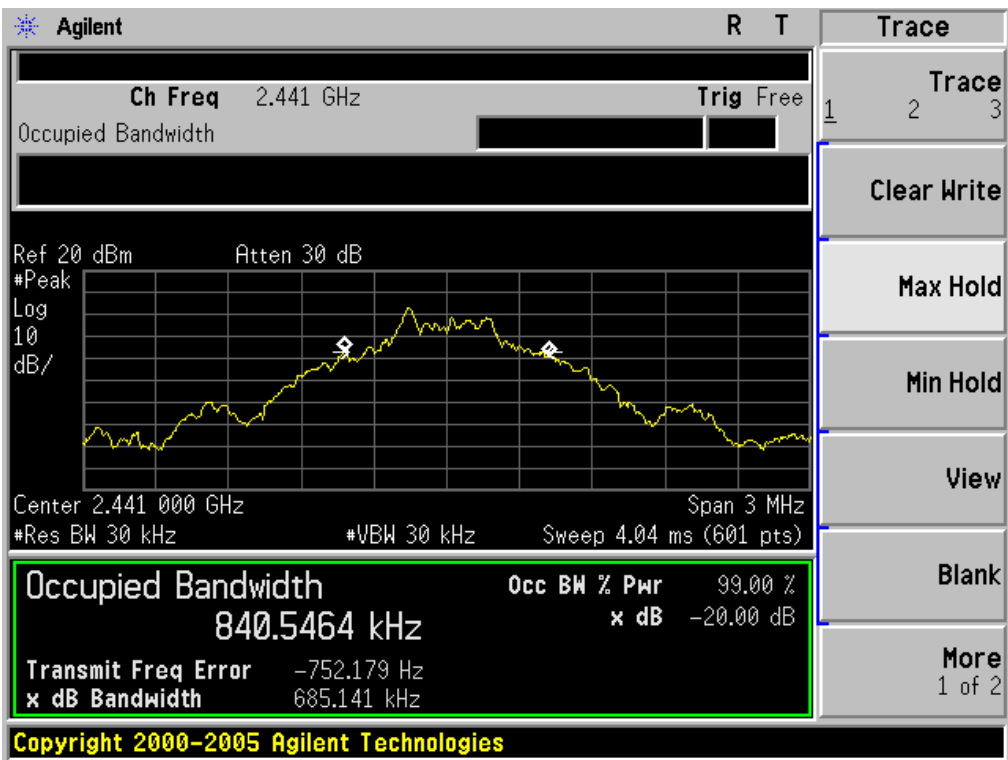 Agilent R T Trace
Ch Freq 2.441 GHz Trig Free
Occupied Bandwidth
Trace
1 2 3
Clear Write
Max Hold
Min Hold
View
Blank
More
1 of 2
Ref 20 dBm Atten 30 dB
#Peak
Log
10
dB/
Center 2.441 000 GHz Span 3 MHz
#Res BW 30 kHz #VBW 30 kHz Sweep 4.04 ms (601 pts)
Occupied Bandwidth Occ BW % Pwr 99.00 %
840.5464 kHz x dB -20.00 dB
Transmit Freq Error -752.179 Hz
x dB Bandwidth 685.141 kHz
Copyright 2000-2005 Agilent Technologies